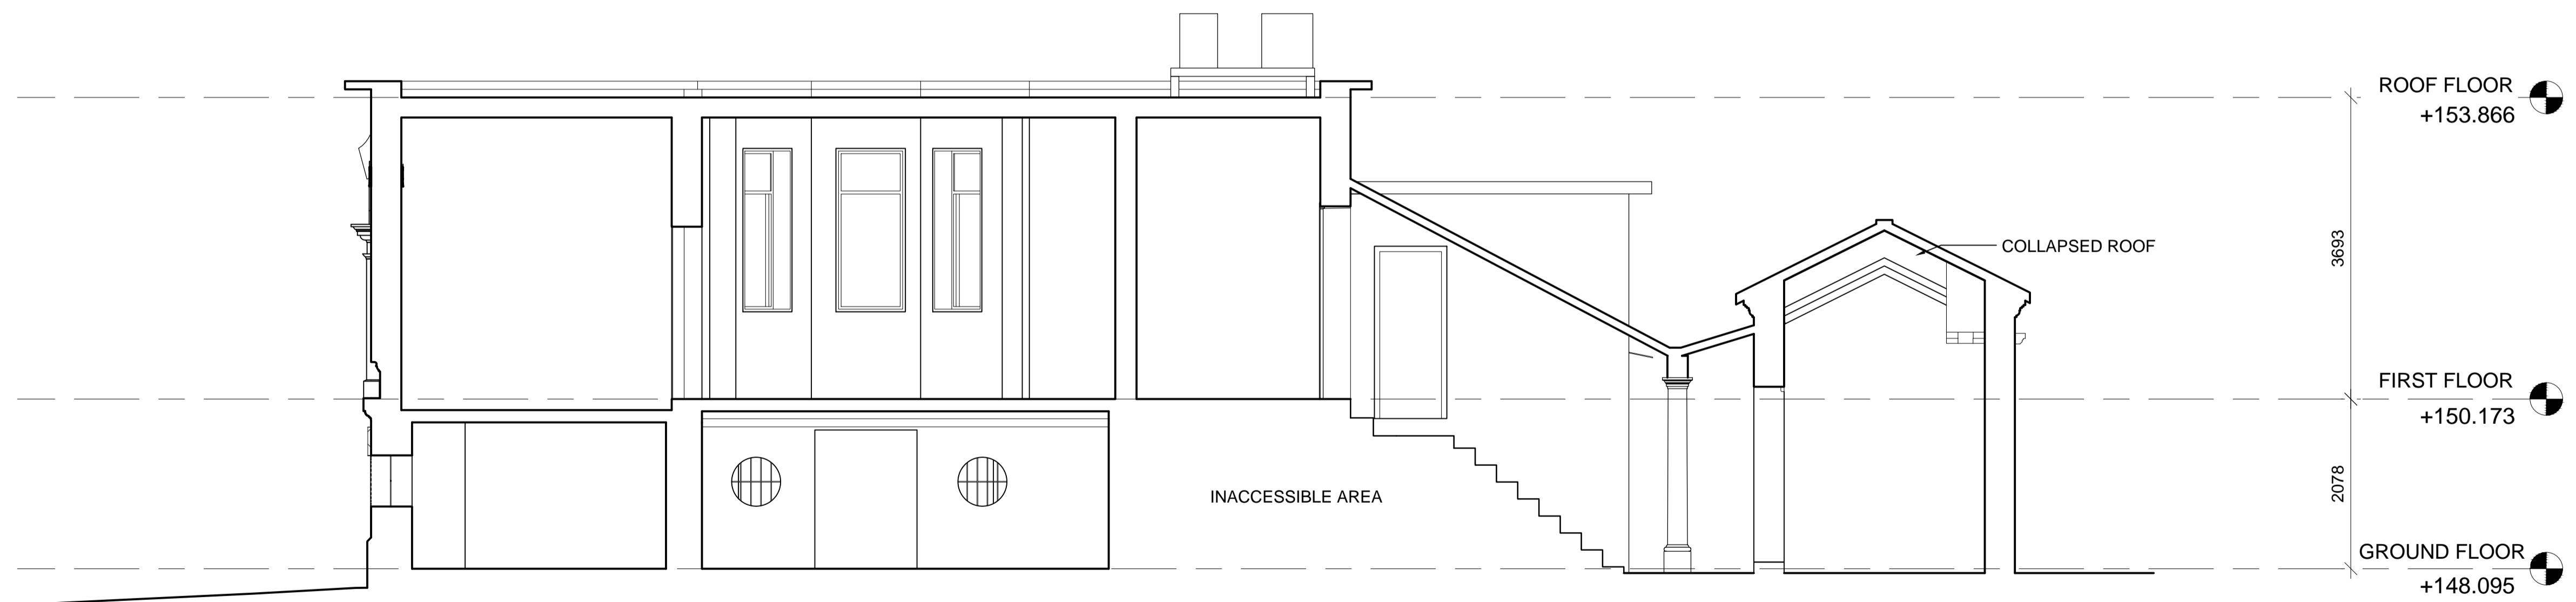 ROOF FLOOR
+153.866
3693
COLLAPSED ROOF
FIRST FLOOR
+150.173
2078
INACCESSIBLE AREA
GROUND FLOOR
+148.095